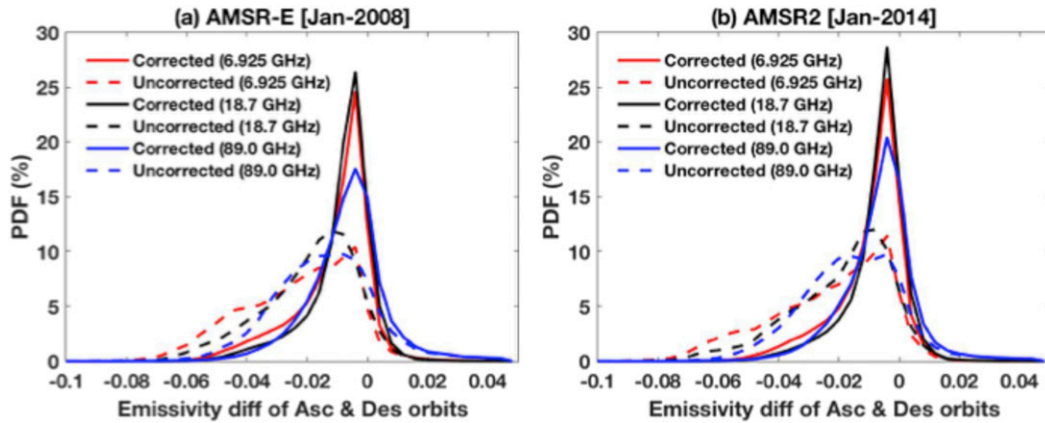 (a) AMSR-E [Jan-2008]
30
25
20
15
10
5
0
PDF (%)
Corrected (6.925 GHz)
Uncorrected (6.925 GHz)
Corrected (18.7 GHz)
Uncorrected (18.7 GHz)
Corrected (89.0 GHz)
Uncorrected (89.0 GHz)
-0.1 -0.08 -0.06 -0.04 -0.02 0 0.02 0.04
Emissivity diff of Asc & Des orbits
(b) AMSR2 [Jan-2014]
30
25
20
15
10
5
0
PDF (%)
Corrected (6.925 GHz)
Uncorrected (6.925 GHz)
Corrected (18.7 GHz)
Uncorrected (18.7 GHz)
Corrected (89.0 GHz)
Uncorrected (89.0 GHz)
-0.1 -0.08 -0.06 -0.04 -0.02 0 0.02 0.04
Emissivity diff of Asc & Des orbits